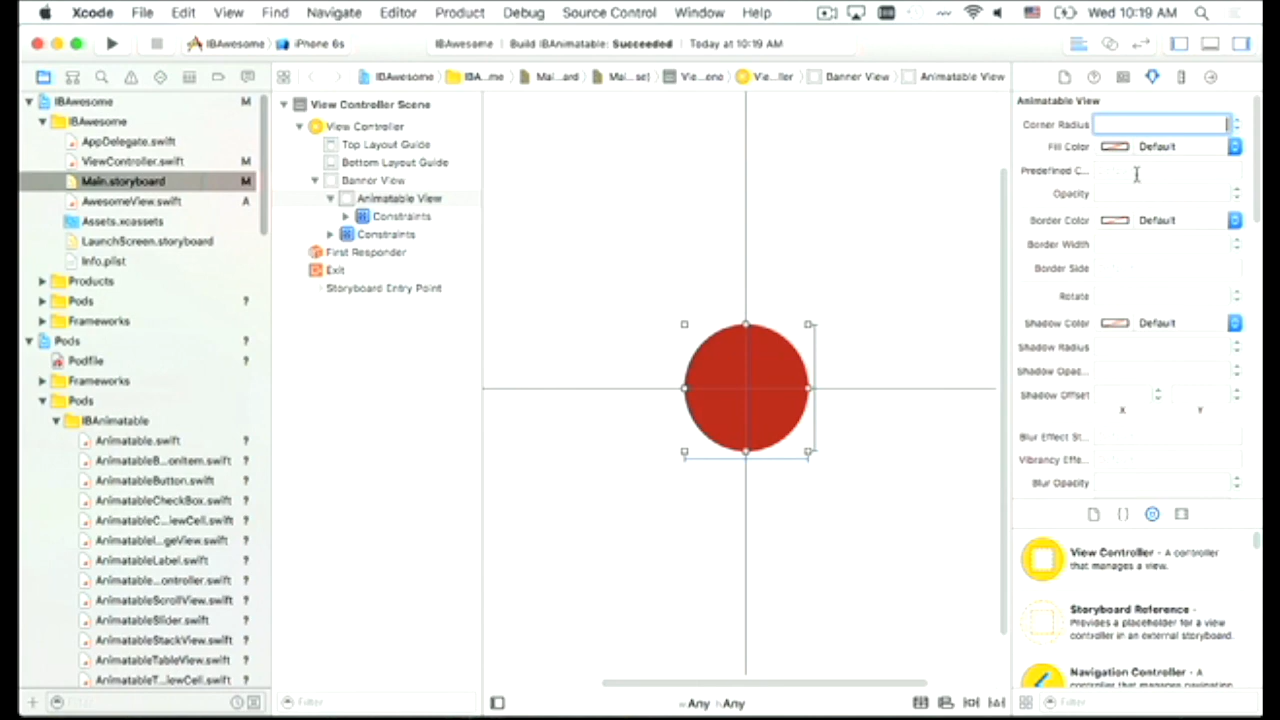 Xcode File Edit View Find Navigate Editor Product Debug Source Control Window Help Wed 10:19 AM
IBAwesome iPhone 6s IBAwesome | Build IBAnimatable: Succeeded | Today at 10:19 AM
IBAwesome IBA...me Mai...ard Mai...se) Vie...ene Vie...ller Banner View Animatable View
IBAwesome M
IBAwesome
AppDelegate.swift
ViewController.swift M
Main.storyboard M
AwesomeView.swift A
Assets.xcassets
LaunchScreen.storyboard
Info.plist
Products
Pods ?
Frameworks
Pods ?
Podfile
Frameworks
Pods
IBAnimatable
Animatable.swift ?
AnimatableB...onItem.swift ?
AnimatableButton.swift ?
AnimatableCheckBox.swift ?
AnimatableC...iewCell.swift ?
AnimatableI...geView.swift ?
AnimatableLabel.swift ?
Animatable...ontroller.swift ?
AnimatableScrollView.swift ?
AnimatableSlider.swift ?
AnimatableStackView.swift ?
AnimatableTableView.swift ?
AnimatableT...iewCell.swift ?
Filter
View Controller Scene
View Controller
Top Layout Guide
Bottom Layout Guide
Banner View
Animatable View
Constraints
Constraints
First Responder
Exit
Storyboard Entry Point
Filter
wAny hAny
Animatable View
Corner Radius
Fill Color Default
Predefined C...
Opacity
Border Color Default
Border Width
Border Side
Rotate
Shadow Color Default
Shadow Radius
Shadow Opac...
Shadow Offset
X Y
Blur Effect St...
Vibrancy Effe...
Blur Opacity
View Controller - A controller
that manages a view.
Storyboard Reference -
Provides a placeholder for a view
controller in an external storyboard.
Navigation Controller - A
controller that manages navigation
Filter